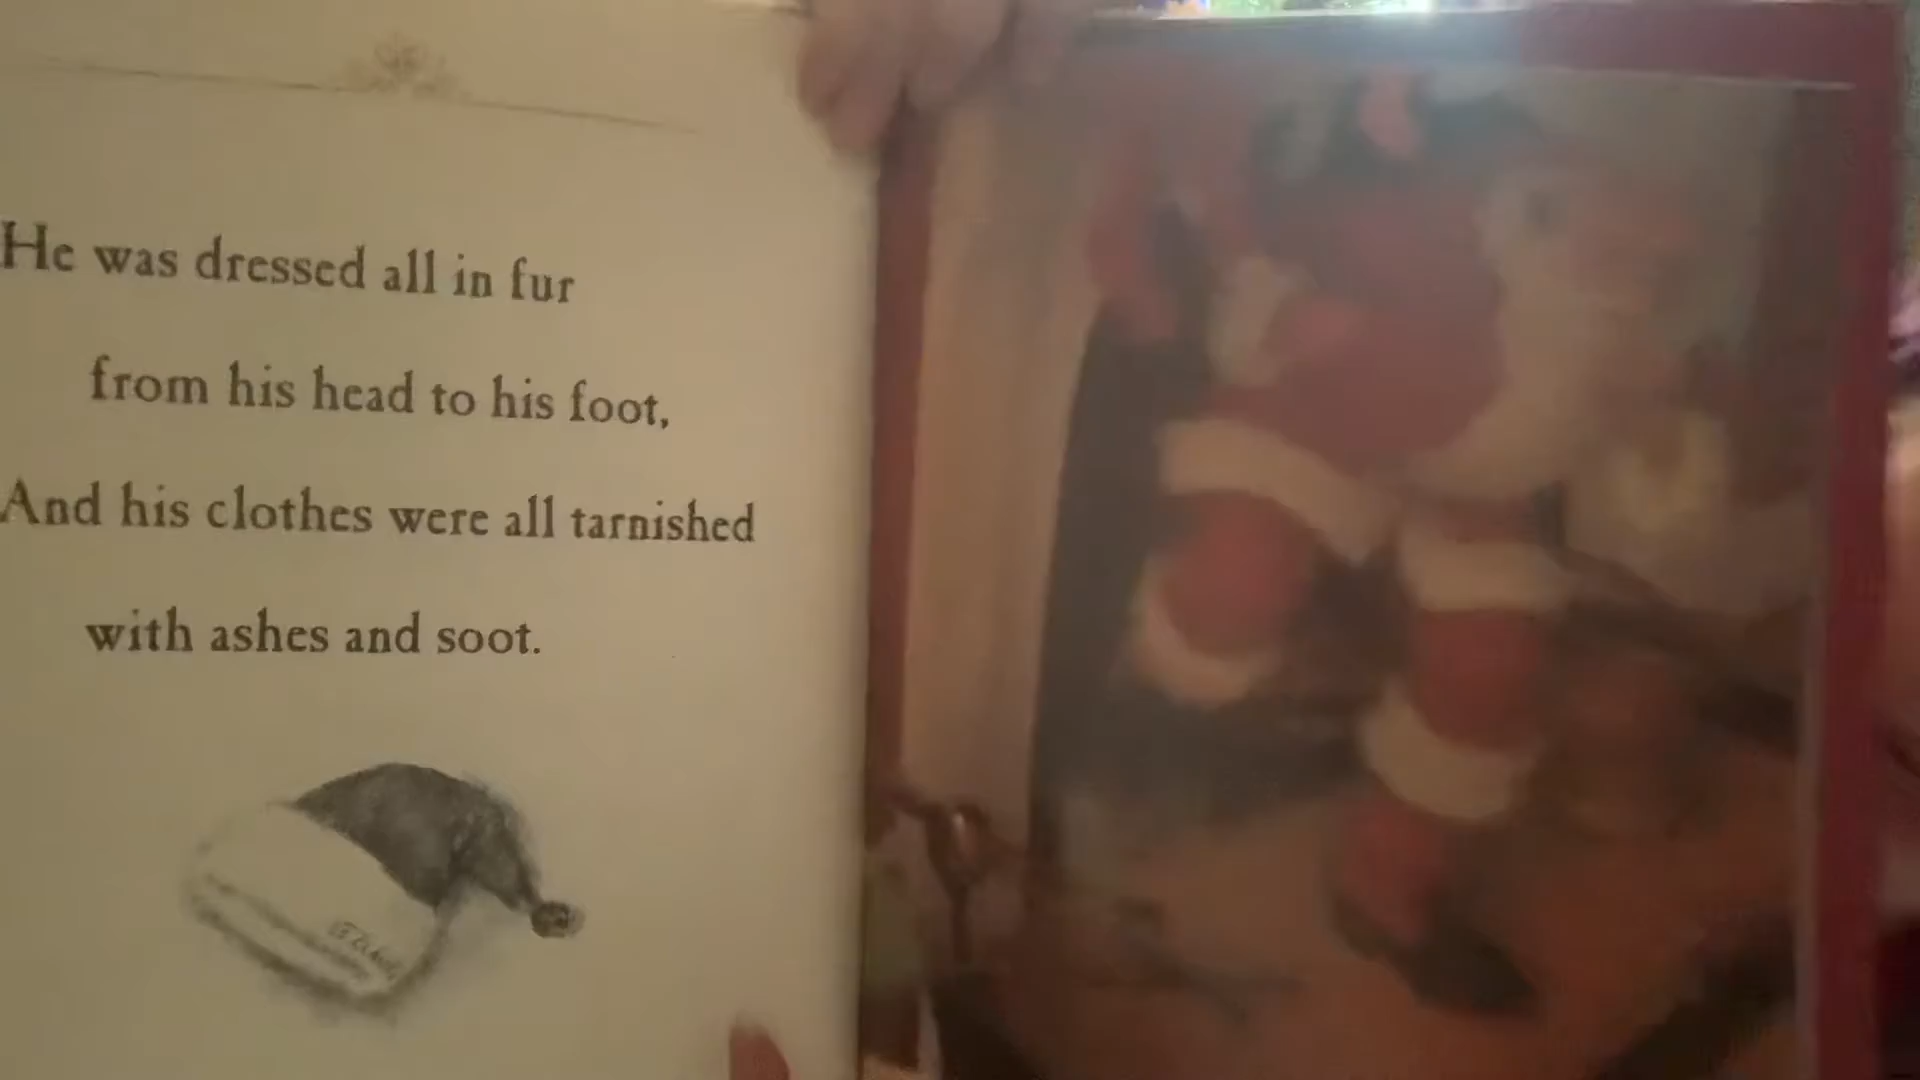 He was dressed all in fur
from his head to his foot,
And his clothes were all tarnished
with ashes and soot.